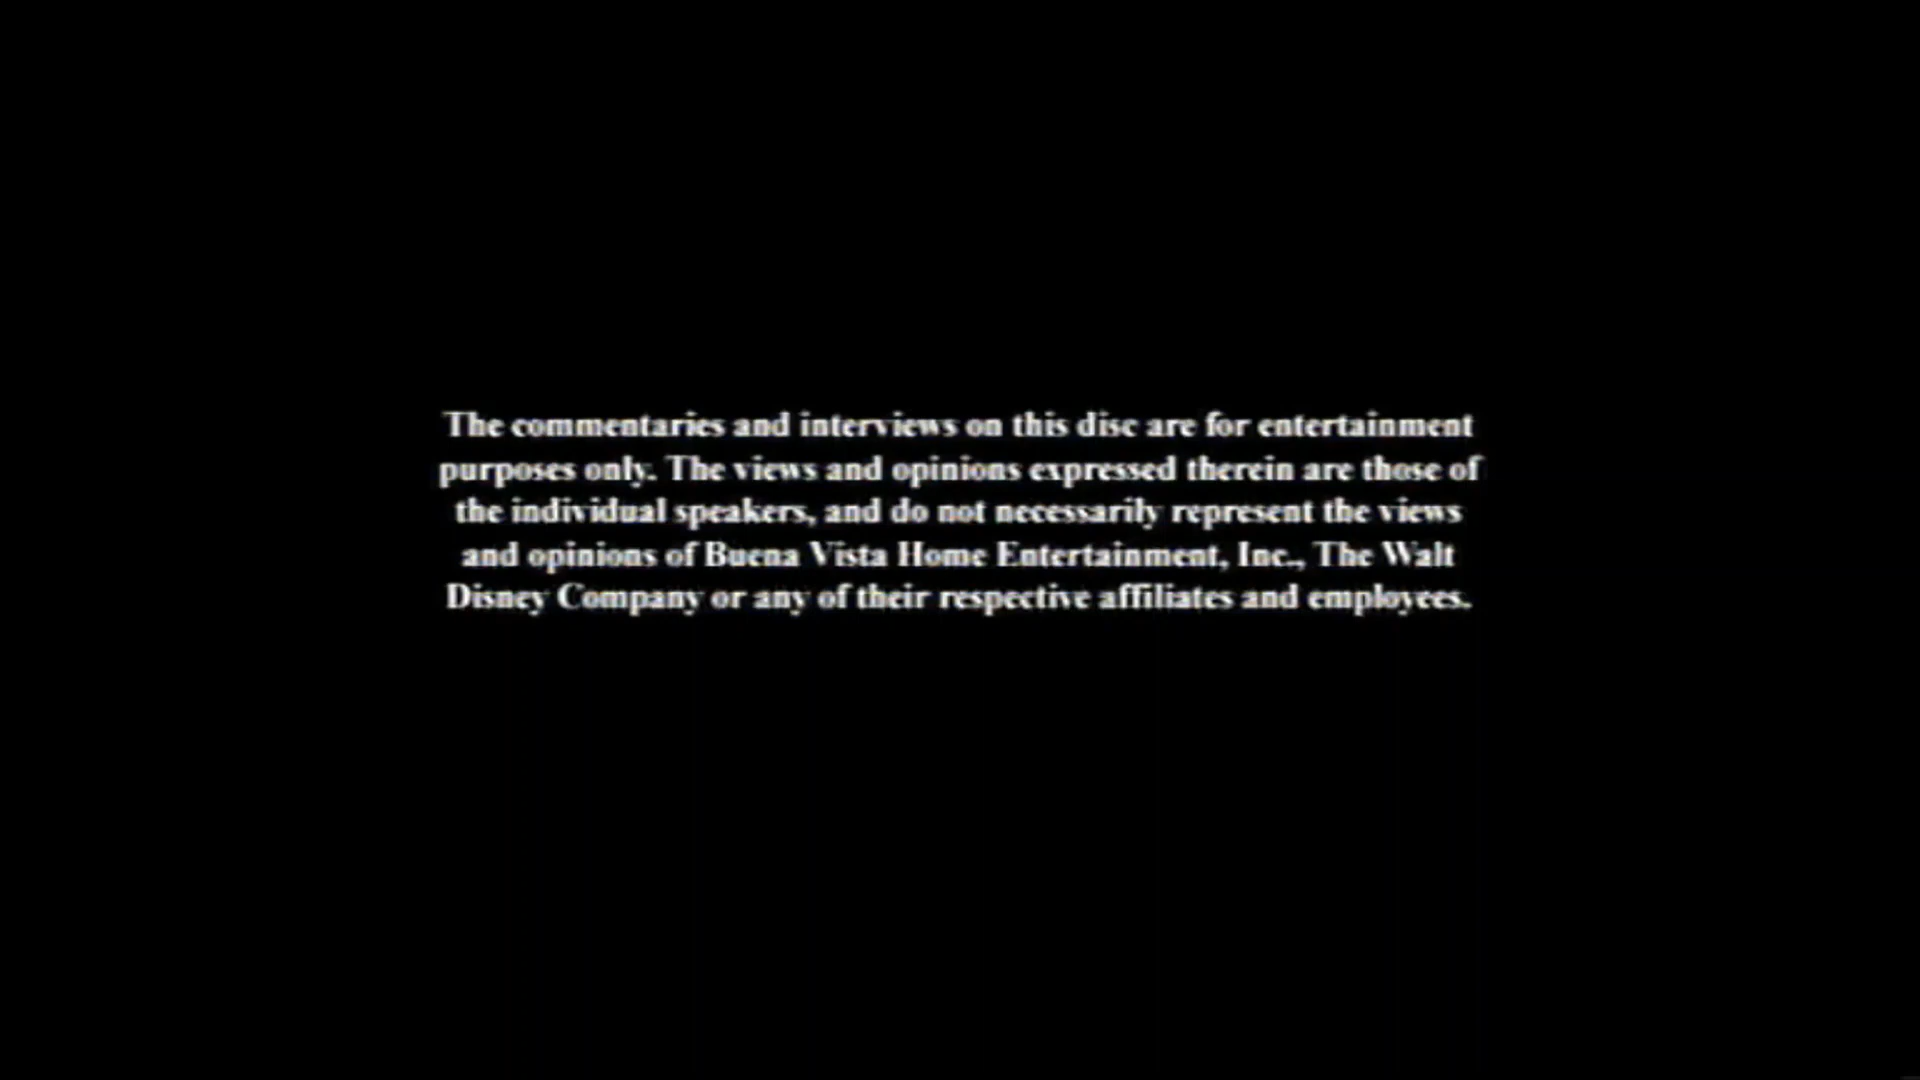 The commentaries and interviews on this disc are for entertainment
purposes only. The views and opinions expressed therein are those of
the individual speakers, and do not necessarily represent the views
and opinions of Buena Vista Home Entertainment, Inc., The Walt
Disney Company or any of their respective affiliates and employees.